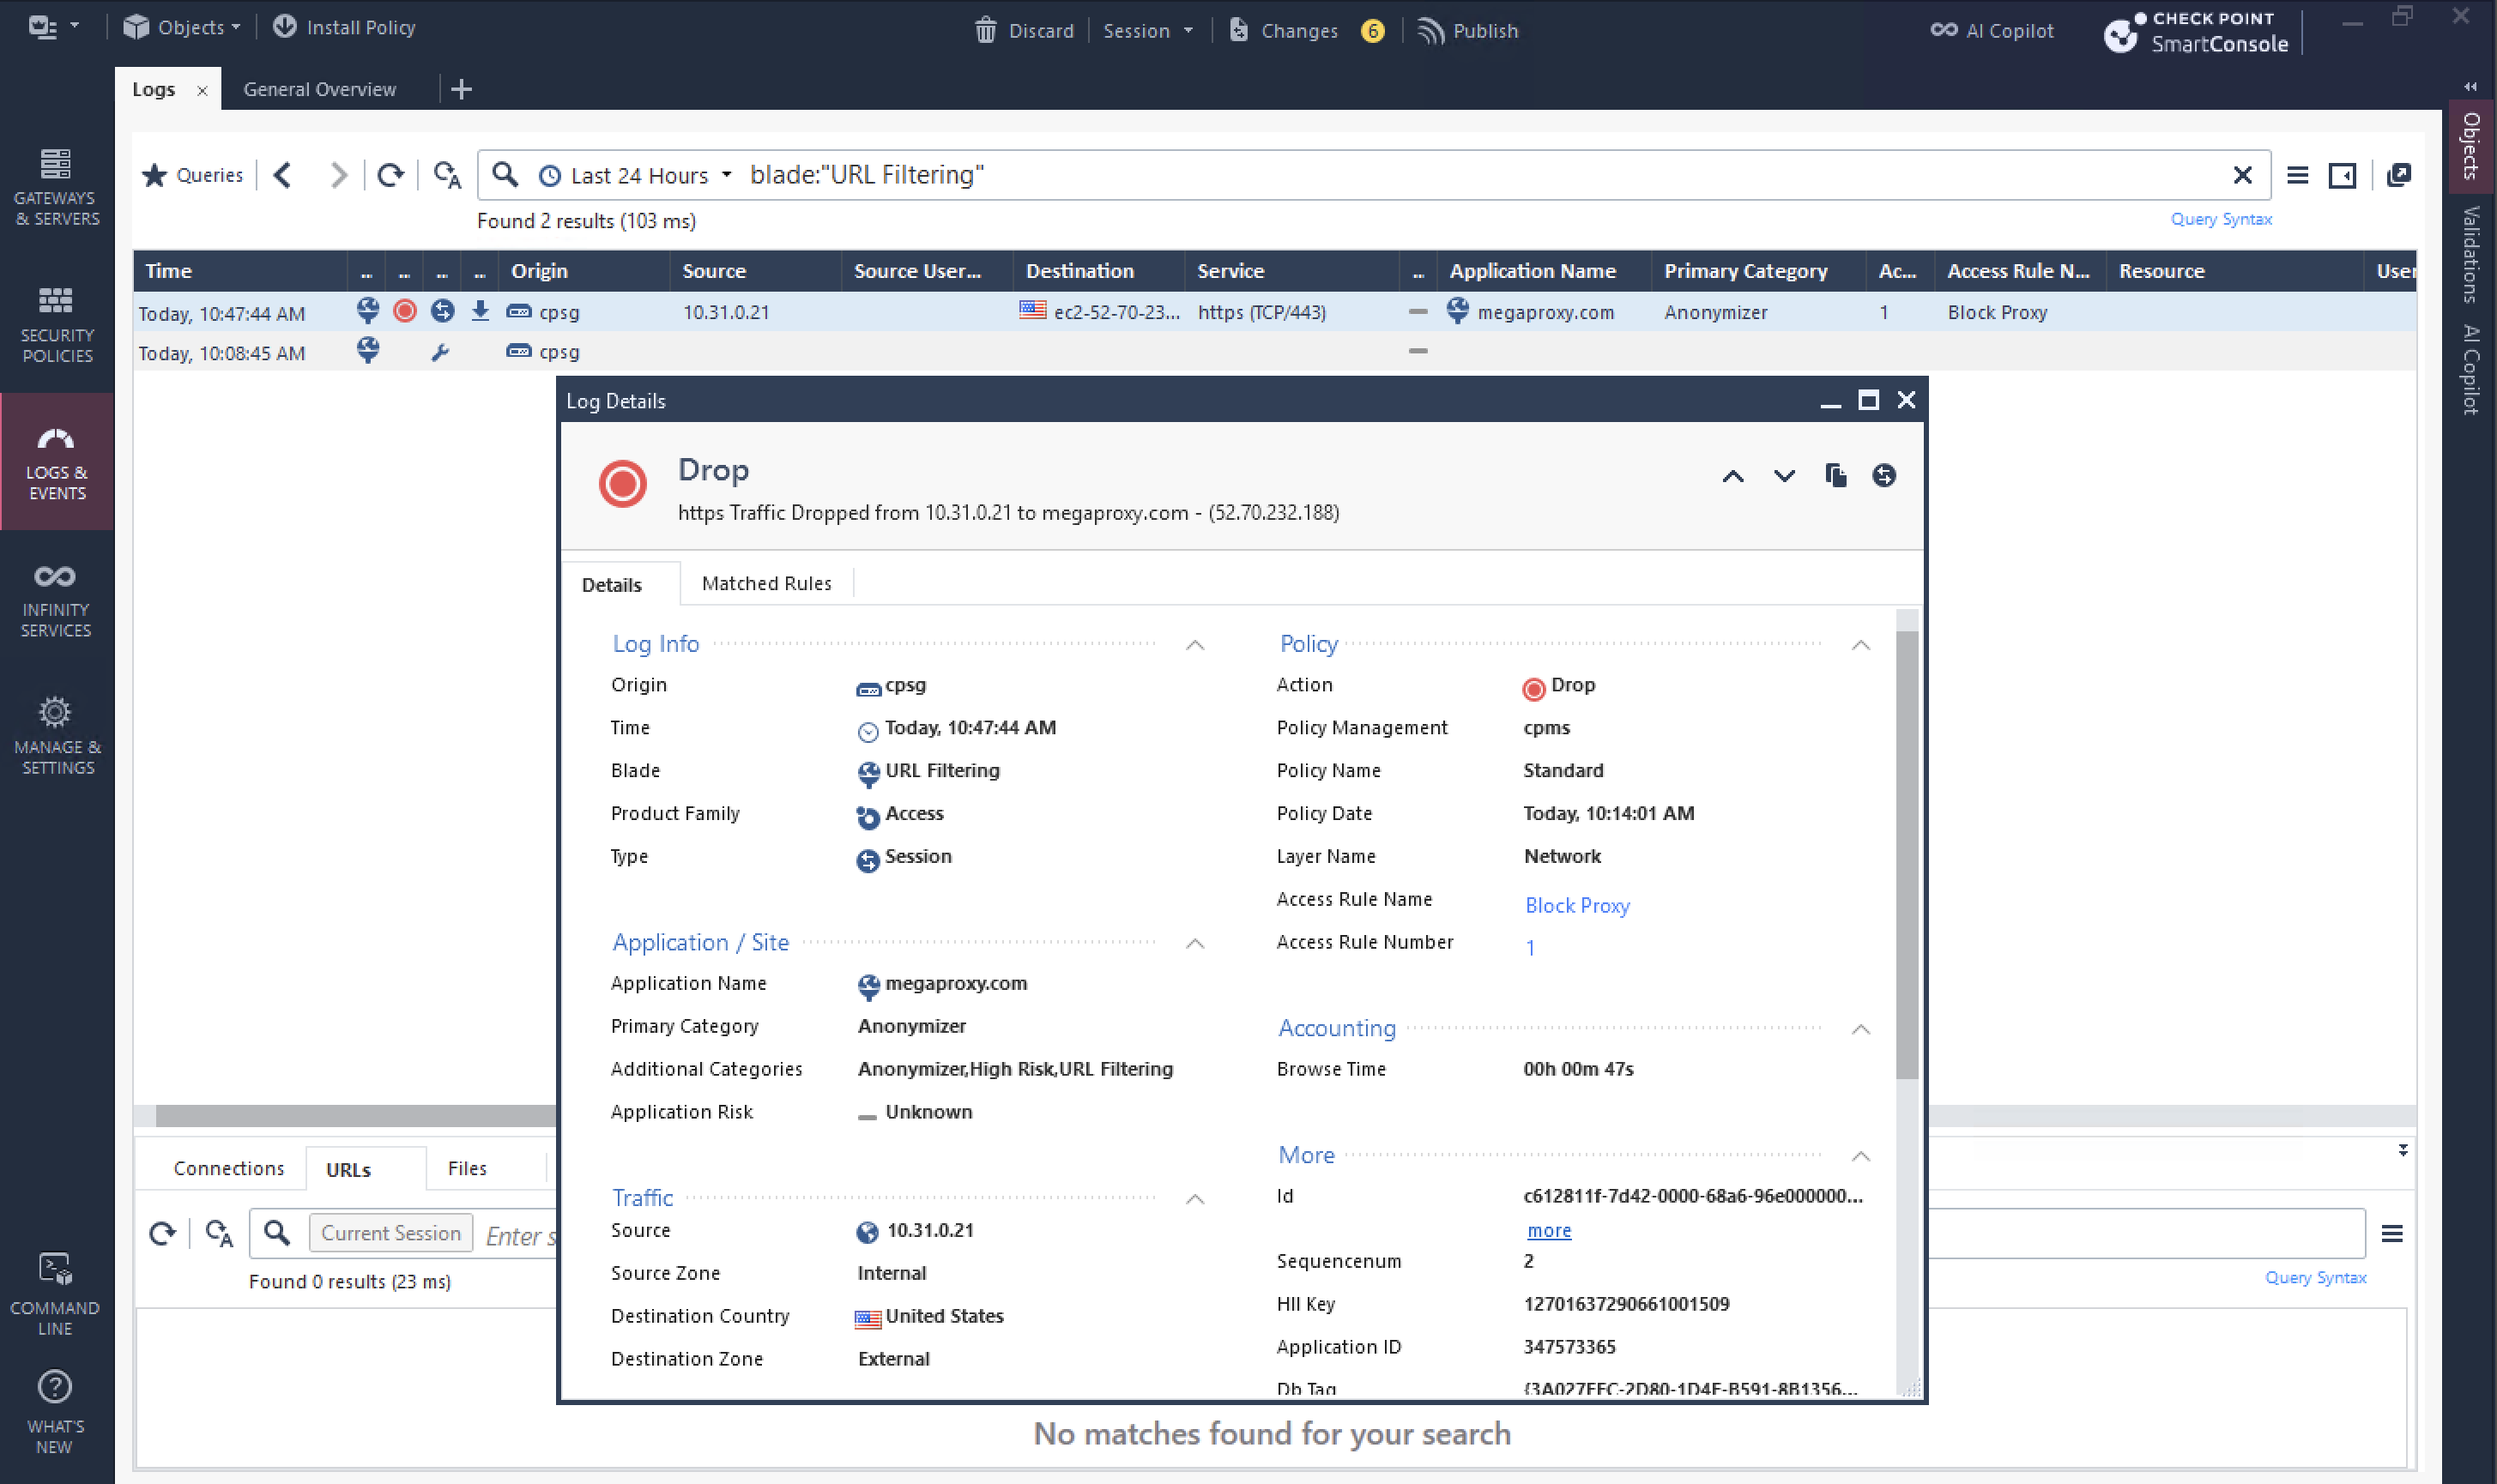 Objects
Install Policy
Discard
Session
Changes
6
Publish
AI Copilot
CHECK POINT
SmartConsole
Logs
General Overview
GATEWAYS
& SERVERS
SECURITY
POLICIES
LOGS &
EVENTS
INFINITY
SERVICES
MANAGE &
SETTINGS
COMMAND
LINE
WHAT'S
NEW
Objects
Validations
AI Copilot
Queries
Last 24 Hours
blade:"URL Filtering"
Found 2 results (103 ms)
Query Syntax
Time ... ... ... ... Origin Source Source User... Destination Service ... Application Name Primary Category Ac... Access Rule N... Resource User
Today, 10:47:44 AM cpsg 10.31.0.21 ec2-52-70-23... https (TCP/443) megaproxy.com Anonymizer 1 Block Proxy
Today, 10:08:45 AM cpsg
Log Details
Drop
https Traffic Dropped from 10.31.0.21 to megaproxy.com - (52.70.232.188)
Details
Matched Rules
Log Info
Origin cpsg
Time Today, 10:47:44 AM
Blade URL Filtering
Product Family Access
Type Session
Application / Site
Application Name megaproxy.com
Primary Category Anonymizer
Additional Categories Anonymizer,High Risk,URL Filtering
Application Risk Unknown
Traffic
Source 10.31.0.21
Source Zone Internal
Destination Country United States
Destination Zone External
Policy
Action Drop
Policy Management cpms
Policy Name Standard
Policy Date Today, 10:14:01 AM
Layer Name Network
Access Rule Name Block Proxy
Access Rule Number 1
Accounting
Browse Time 00h 00m 47s
More
Id c612811f-7d42-0000-68a6-96e000000...
more
Sequencenum 2
Hll Key 12701637290661001509
Application ID 347573365
Db Tag {3A027FFC-2D80-1D4F-B591-8B1356...
Connections
URLs
Files
Current Session
Enter s
Found 0 results (23 ms)
Query Syntax
No matches found for your search